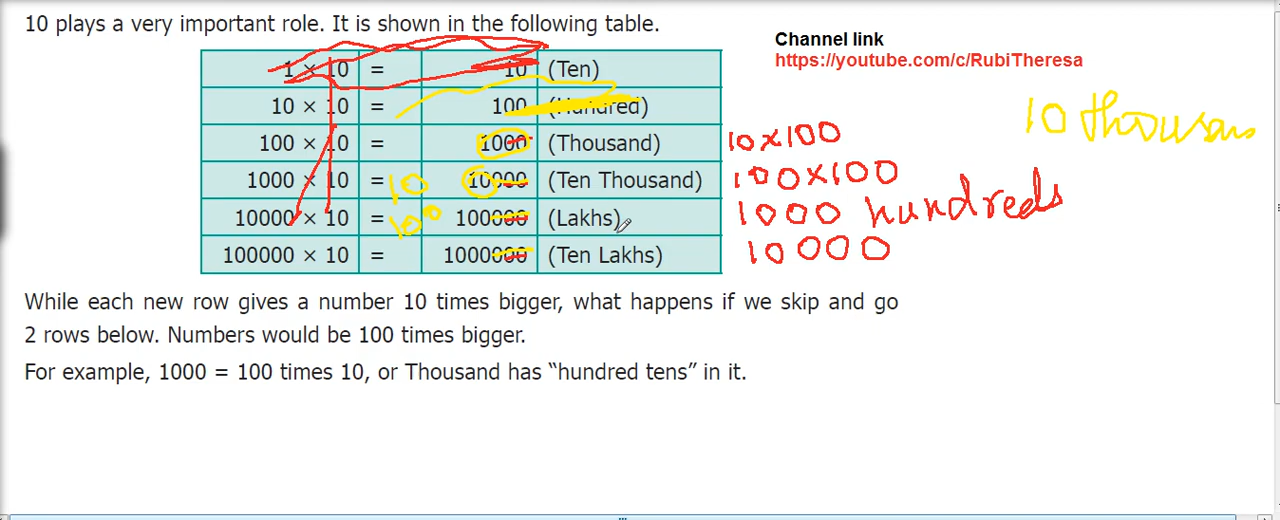 10 plays a very important role. It is shown in the following table.
Channel link
https://youtube.com/c/RubiTheresa
1 × 10 = 10 (Ten)
10 × 10 = 100 (Hundred)
10 thousan
100 × 10 = 1000 (Thousand) 10×100
1000 × 10 = 10 10000 (Ten Thousand) 100×100
10000 × 10 = 100 100000 (Lakhs) 1000 hundreds
100000 × 10 = 1000000 (Ten Lakhs) 10000
While each new row gives a number 10 times bigger, what happens if we skip and go
2 rows below. Numbers would be 100 times bigger.
For example, 1000 = 100 times 10, or Thousand has “hundred tens” in it.